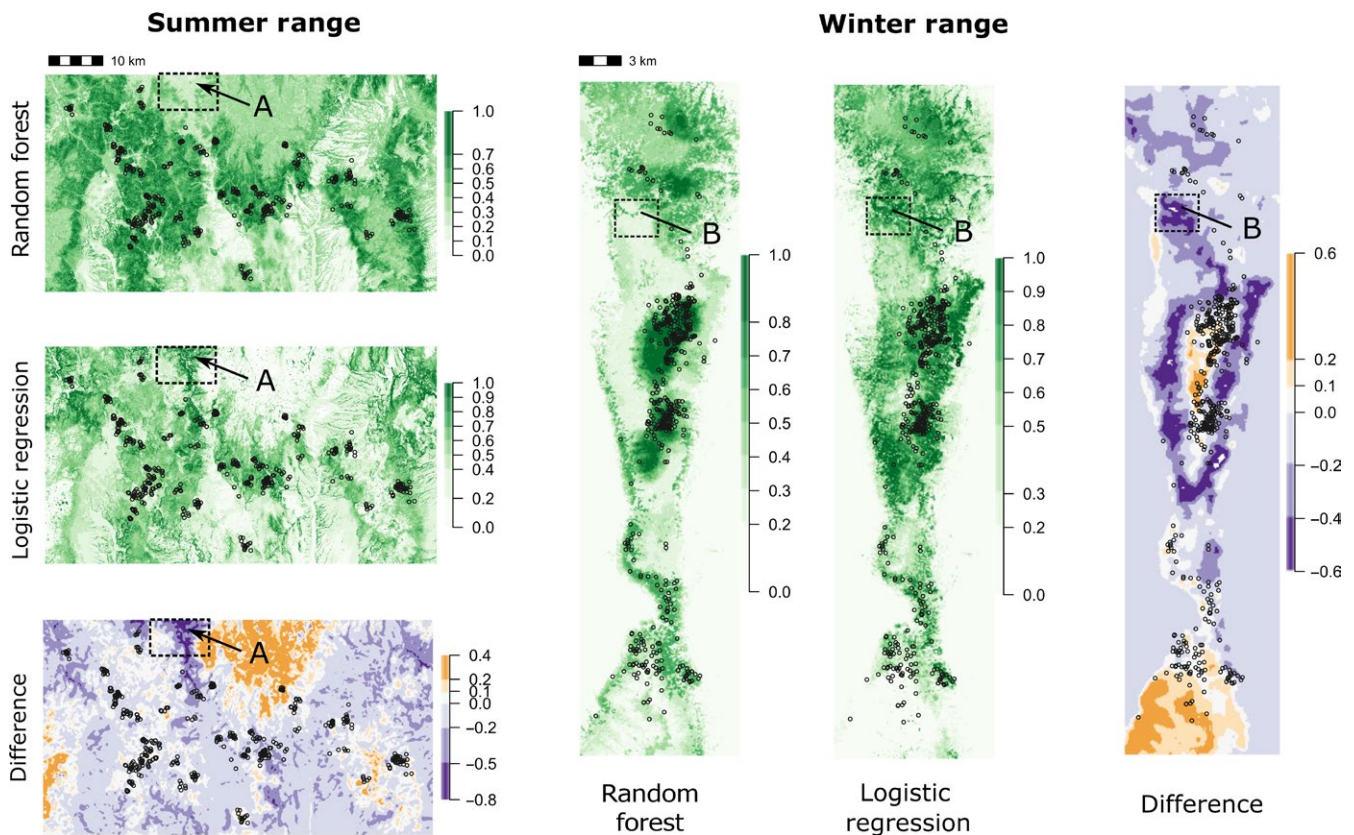 Summer range
Winter range
10 km
3 km
Random forest
A
1.0
0.7
0.6
0.5
0.4
0.3
0.2
0.1
0.0
Logistic regression
A
1.0
0.9
0.8
0.7
0.6
0.5
0.4
0.2
0.0
Difference
A
0.4
0.2
0.1
0.0
−0.2
−0.5
−0.8
B
1.0
0.8
0.7
0.6
0.5
0.4
0.3
0.2
0.0
Random
forest
B
1.0
0.9
0.8
0.7
0.5
0.3
0.2
0.0
Logistic
regression
B
0.6
0.2
0.1
0.0
−0.2
−0.4
−0.6
Difference